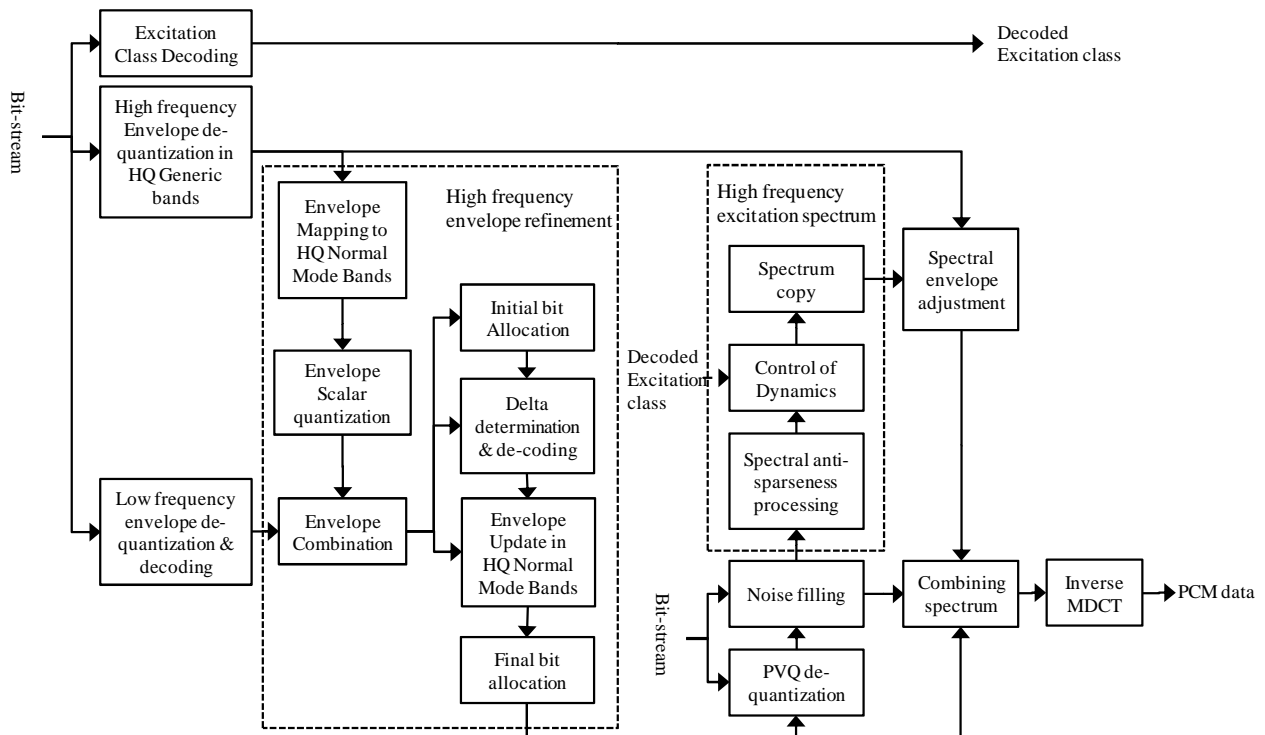 Excitation
Class Decoding
Decoded
Excitation class
Bit-stream
High frequency
Envelope de-
quantization in
HQ Generic
bands
High frequency
envelope refinement
Envelope
Mapping to
HQ Normal
Mode Bands
Envelope
Scalar
quantization
Low frequency
envelope de-
quantization &
decoding
Envelope
Combination
Initial bit
Allocation
Delta
determination
& de-coding
Envelope
Update in
HQ Normal
Mode Bands
Final bit
allocation
High frequency
excitation spectrum
Spectrum
copy
Decoded
Excitation
class
Control of
Dynamics
Spectral anti-
sparseness
processing
Spectral
envelope
adjustment
Bit-stream
Noise filling
PVQ de-
quantization
Combining
spectrum
Inverse
MDCT
PCM data